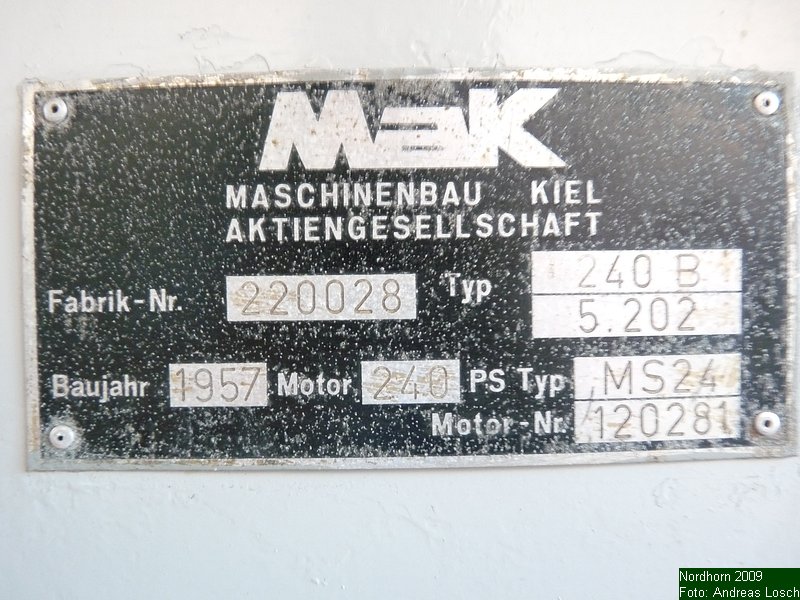 MaK
MASCHINENBAU KIEL
AKTIENGESELLSCHAFT
Fabrik-Nr. 220028 Typ 240 B
5.202
Baujahr 1957 Motor 240 PS Typ MS24
Motor-Nr. 120281
Nordhorn 2009
Foto: Andreas Losch